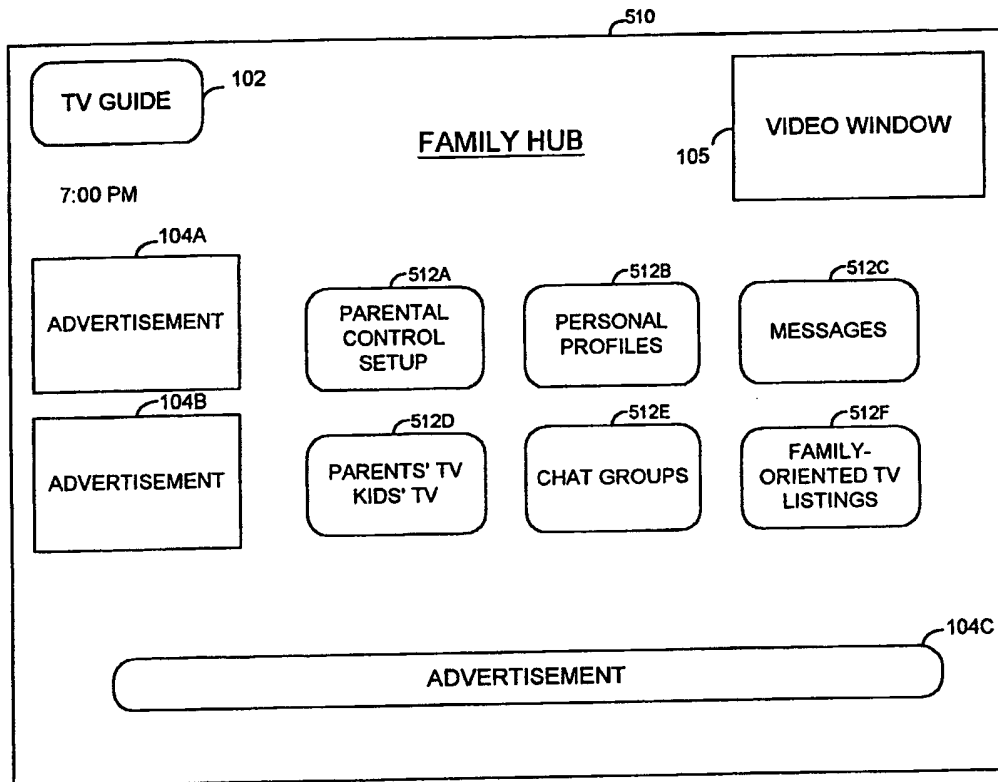 510
TV GUIDE
102
FAMILY HUB
VIDEO WINDOW
105
7:00 PM
104A
ADVERTISEMENT
512A
PARENTAL
CONTROL
SETUP
512B
PERSONAL
PROFILES
512C
MESSAGES
104B
ADVERTISEMENT
512D
PARENTS' TV
KIDS' TV
512E
CHAT GROUPS
512F
FAMILY-
ORIENTED TV
LISTINGS
104C
ADVERTISEMENT